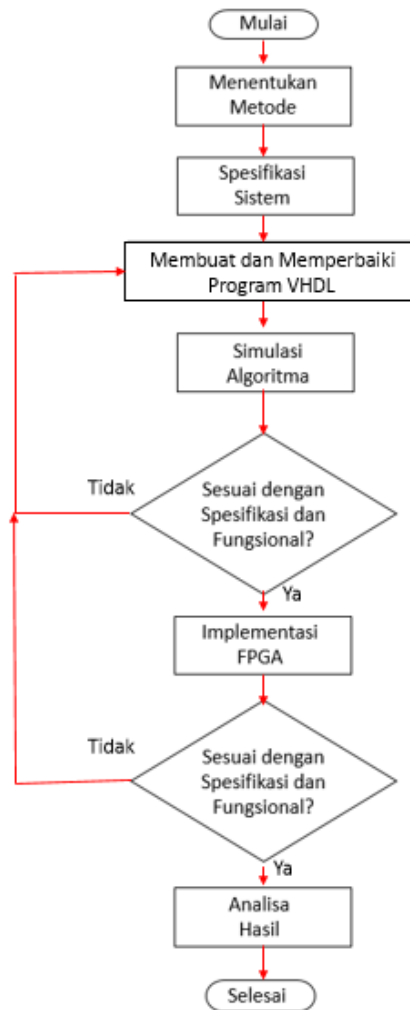 Mulai
Menentukan
Metode
Spesifikasi
Sistem
Membuat dan Memperbaiki
Program VHDL
Simulasi
Algoritma
Tidak
Sesuai dengan
Spesifikasi dan
Fungsional?
Ya
Implementasi
FPGA
Tidak
Sesuai dengan
Spesifikasi dan
Fungsional?
Ya
Analisa
Hasil
Selesai